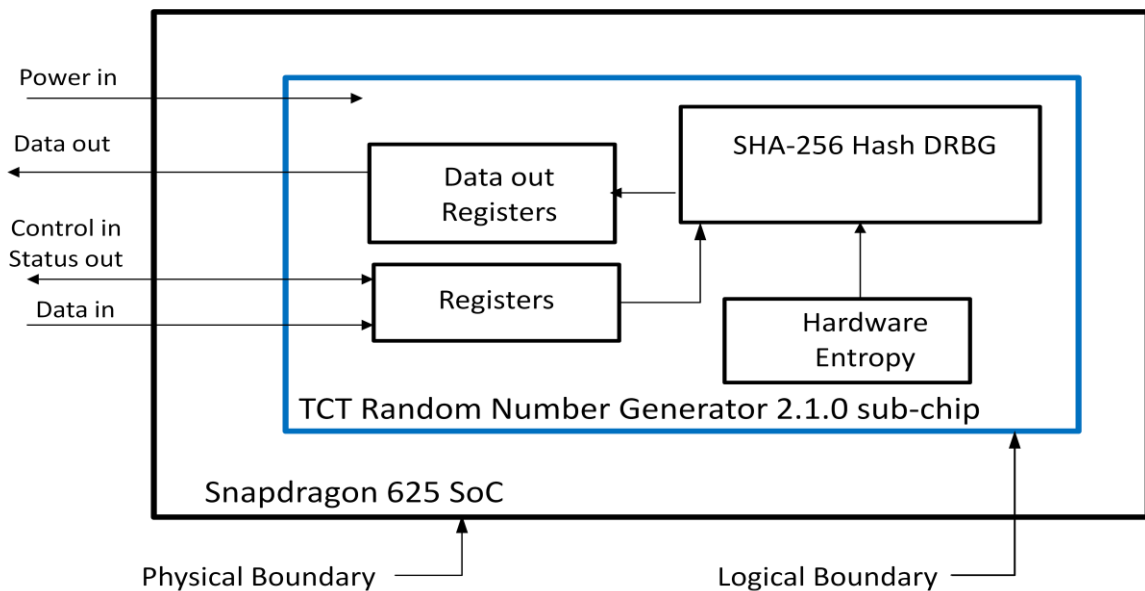 Power in
Data out
Control in
Status out
Data in
SHA-256 Hash DRBG
Data out
Registers
Registers
Hardware
Entropy
TCT Random Number Generator 2.1.0 sub-chip
Snapdragon 625 SoC
Physical Boundary
Logical Boundary